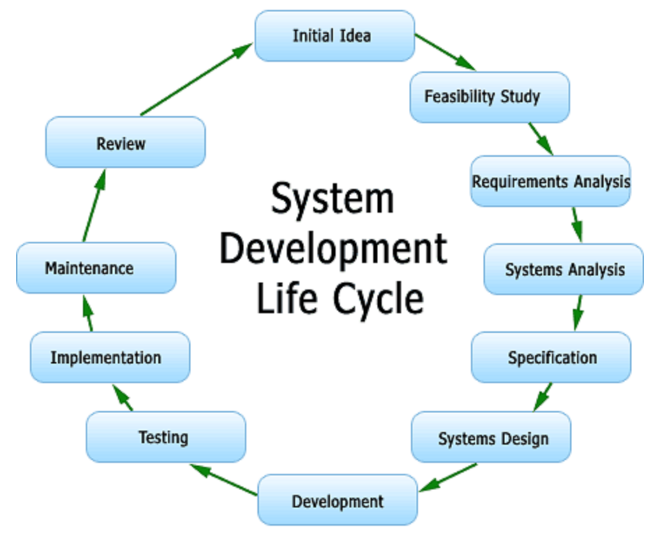 Initial Idea
Feasibility Study
Requirements Analysis
Systems Analysis
Specification
Systems Design
Development
Testing
Implementation
Maintenance
Review
System
Development
Life Cycle